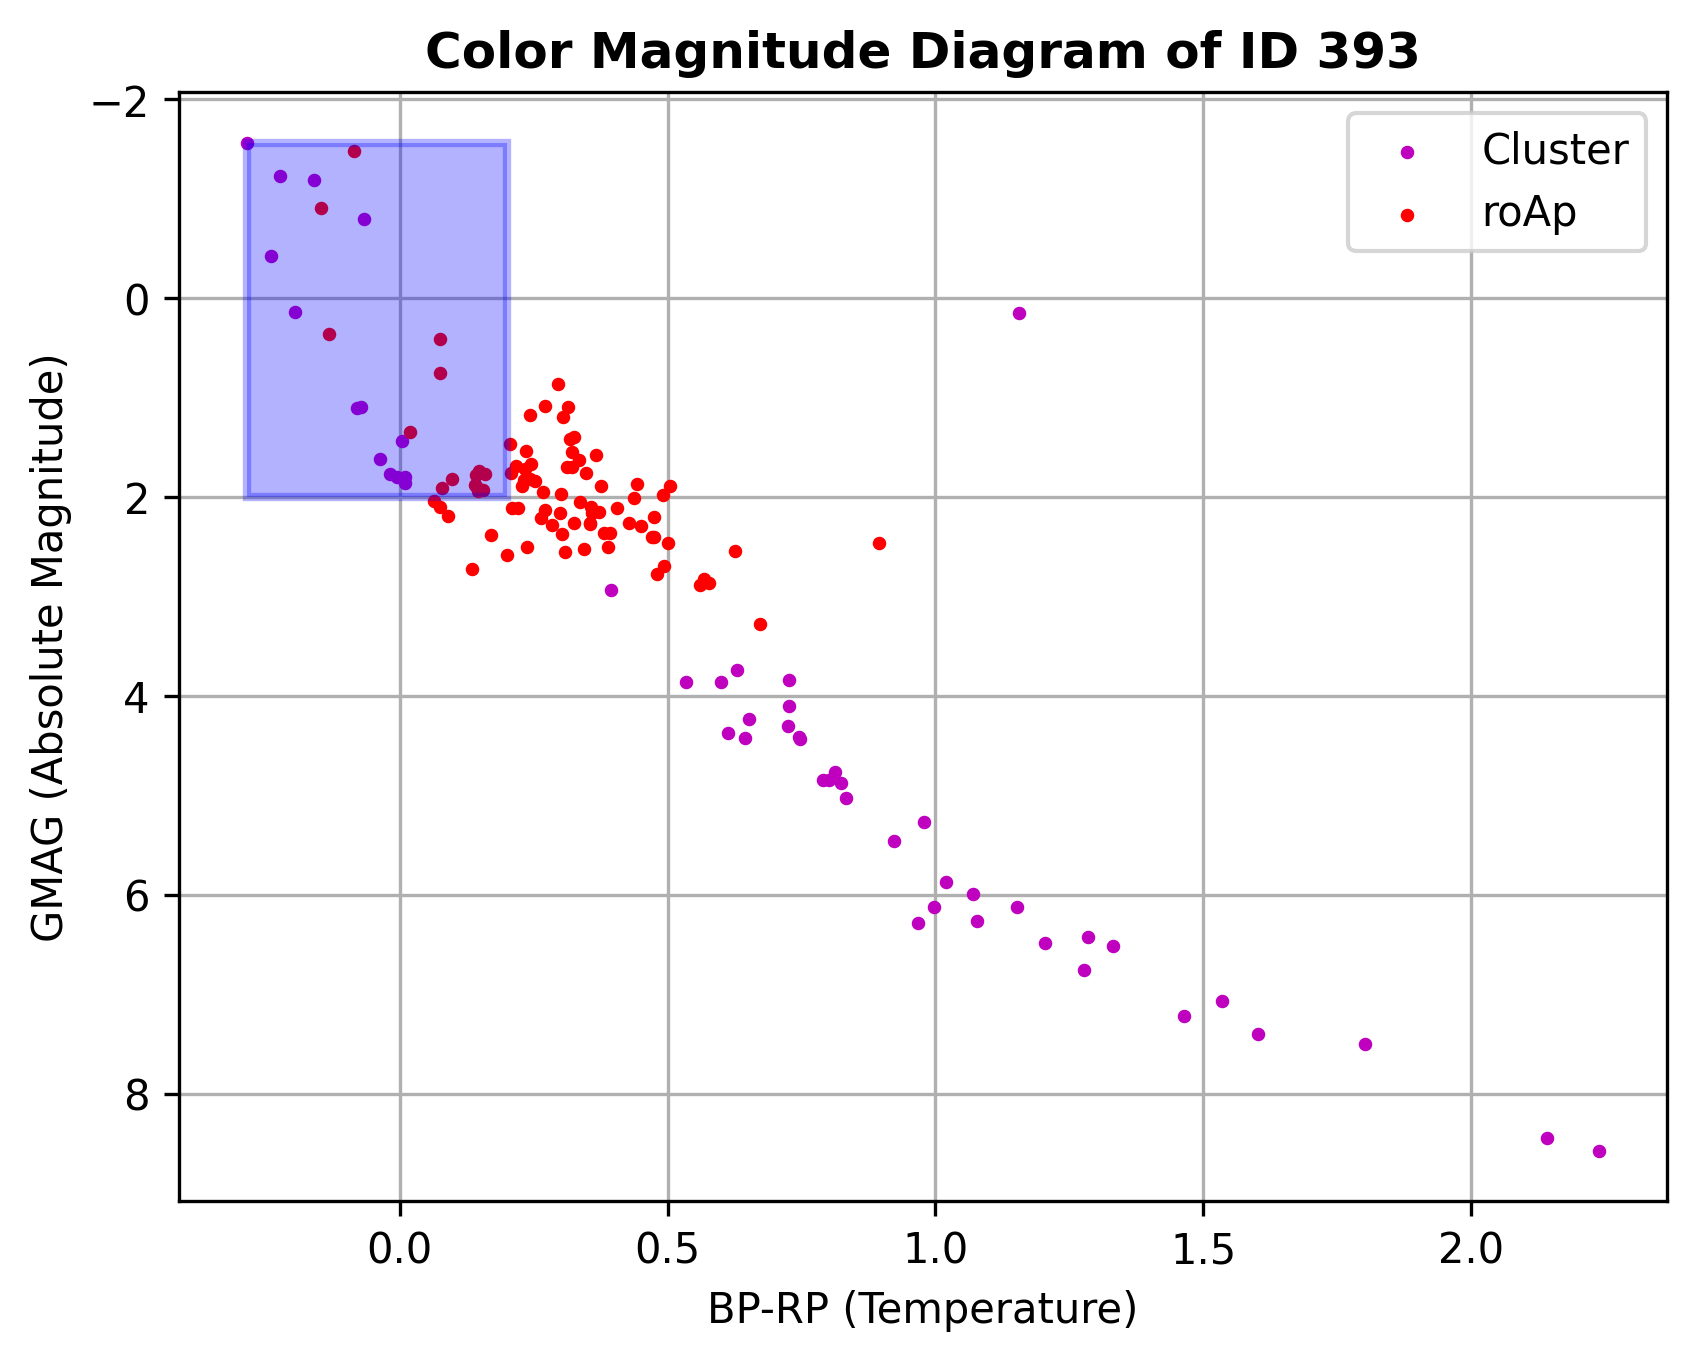 Color Magnitude Diagram of ID 393
Cluster
roAp
GMAG (Absolute Magnitude)
−2
0
2
4
6
8
0.0 0.5 1.0 1.5 2.0
BP-RP (Temperature)